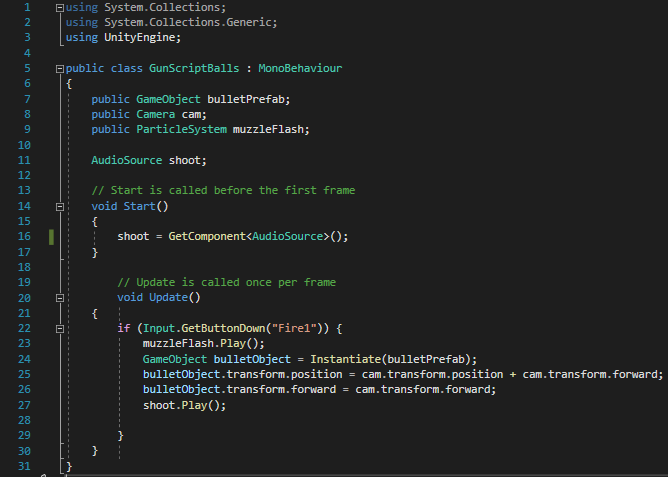 1 using System.Collections;
2 using System.Collections.Generic;
3 using UnityEngine;
4
5 public class GunScriptBalls : MonoBehaviour
6 {
7     public GameObject bulletPrefab;
8     public Camera cam;
9     public ParticleSystem muzzleFlash;
10
11     AudioSource shoot;
12
13     // Start is called before the first frame
14     void Start()
15     {
16         shoot = GetComponent<AudioSource>();
17     }
18
19         // Update is called once per frame
20         void Update()
21     {
22         if (Input.GetButtonDown("Fire1")) {
23             muzzleFlash.Play();
24             GameObject bulletObject = Instantiate(bulletPrefab);
25             bulletObject.transform.position = cam.transform.position + cam.transform.forward;
26             bulletObject.transform.forward = cam.transform.forward;
27             shoot.Play();
28
29         }
30     }
31 }